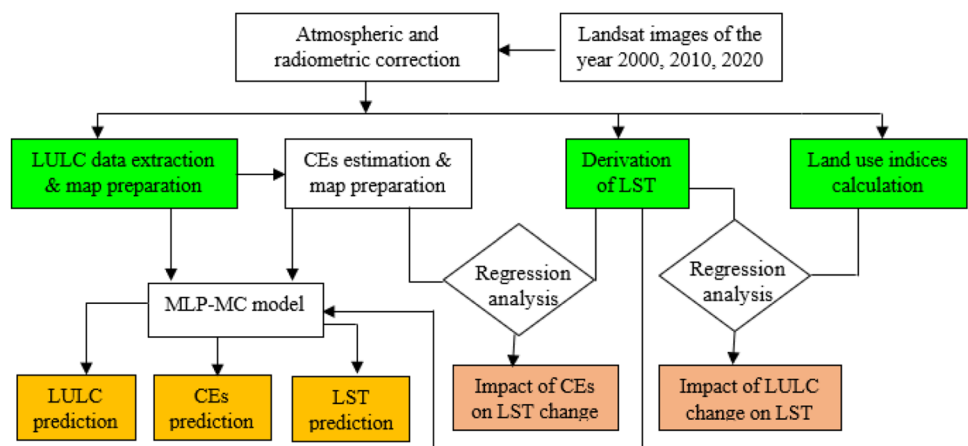 Atmospheric and
radiometric correction
Landsat images of the
year 2000, 2010, 2020
LULC data extraction
& map preparation
CEs estimation &
map preparation
Derivation
of LST
Land use indices
calculation
Regression
analysis
Regression
analysis
MLP-MC model
LULC
prediction
CEs
prediction
LST
prediction
Impact of CEs
on LST change
Impact of LULC
change on LST